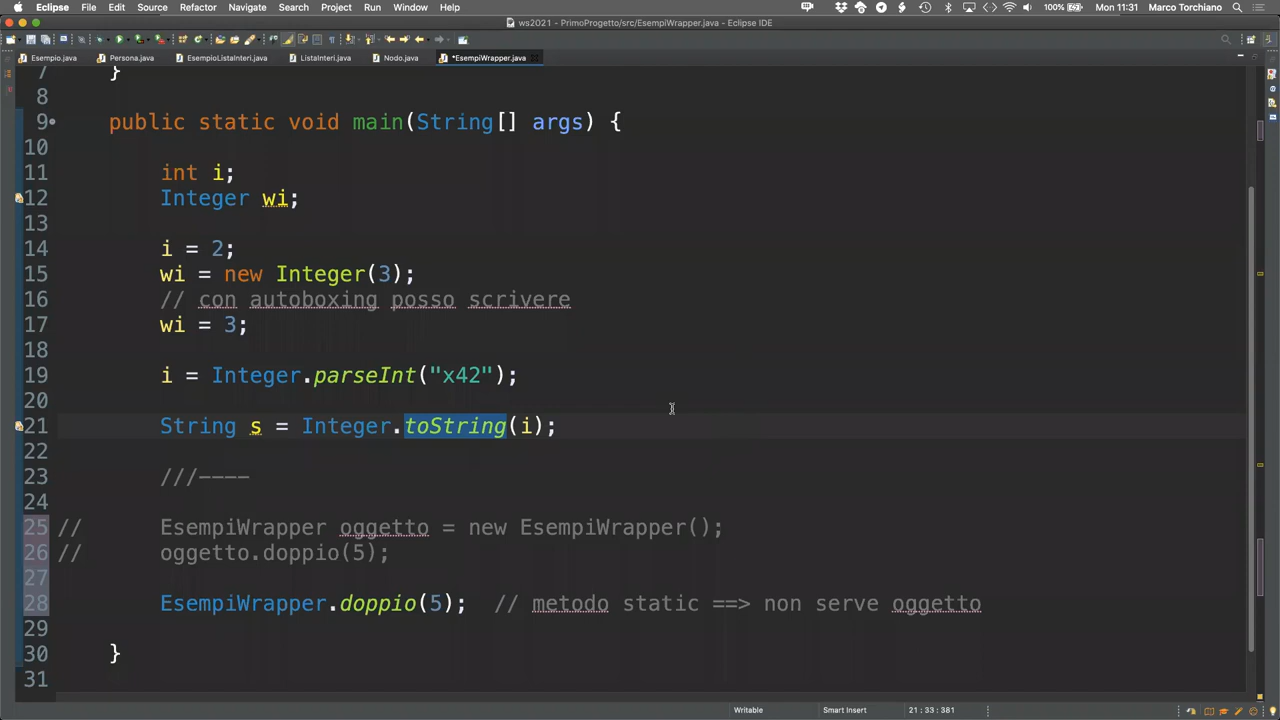 Eclipse File Edit Source Refactor Navigate Search Project Run Window Help 100% Mon 11:31 Marco Torchiano
ws2021 - PrimoProgetto/src/EsempiWrapper.java - Eclipse IDE
Esempio.java Persona.java EsempioListaInteri.java ListaInteri.java Nodo.java *EsempiWrapper.java
7 }
8
9 public static void main(String[] args) {
10
11 int i;
12 Integer wi;
13
14 i = 2;
15 wi = new Integer(3);
16 // con autoboxing posso scrivere
17 wi = 3;
18
19 i = Integer.parseInt("x42");
20
21 String s = Integer.toString(i);
22
23 ///----
24
25 // EsempiWrapper oggetto = new EsempiWrapper();
26 // oggetto.doppio(5);
27
28 EsempiWrapper.doppio(5); // metodo static ==> non serve oggetto
29
30 }
31
Writable Smart Insert 21 : 33 : 381